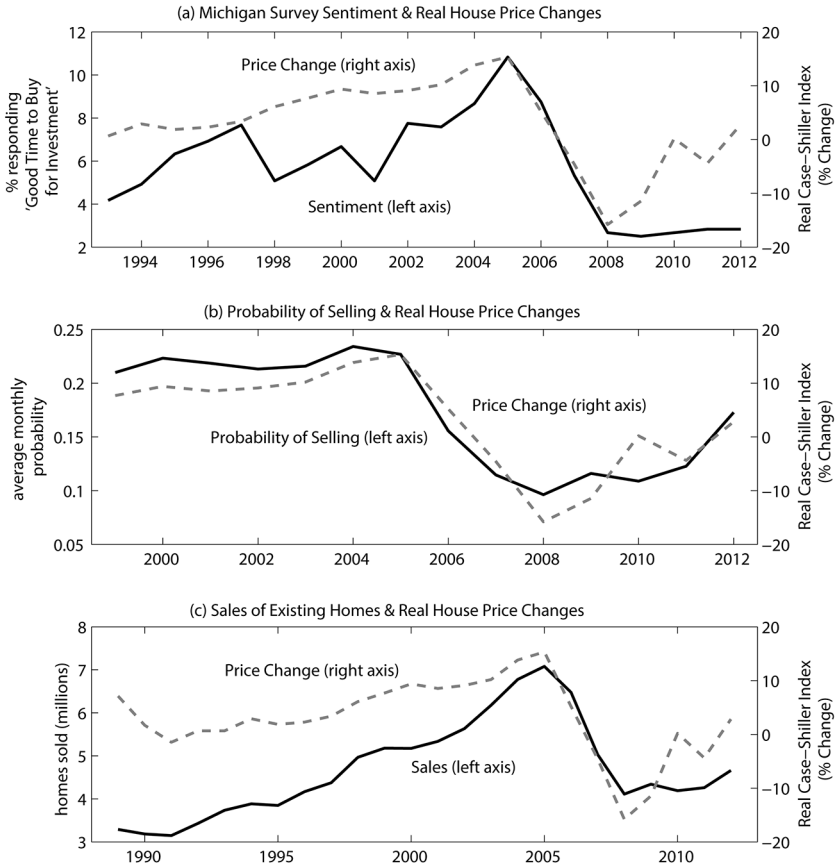 (a) Michigan Survey Sentiment & Real House Price Changes
12
10
8
6
4
2
% responding
'Good Time to Buy
for Investment'
Price Change (right axis)
Sentiment (left axis)
20
10
0
−10
−20
Real Case−Shiller Index
(% Change)
1994 1996 1998 2000 2002 2004 2006 2008 2010 2012
(b) Probability of Selling & Real House Price Changes
0.25
0.2
0.15
0.1
0.05
average monthly
probability
Price Change (right axis)
Probability of Selling (left axis)
20
10
0
−10
−20
Real Case−Shiller Index
(% Change)
2000 2002 2004 2006 2008 2010 2012
(c) Sales of Existing Homes & Real House Price Changes
8
7
6
5
4
3
homes sold (millions)
Price Change (right axis)
Sales (left axis)
20
10
0
−10
−20
Real Case−Shiller Index
(% Change)
1990 1995 2000 2005 2010